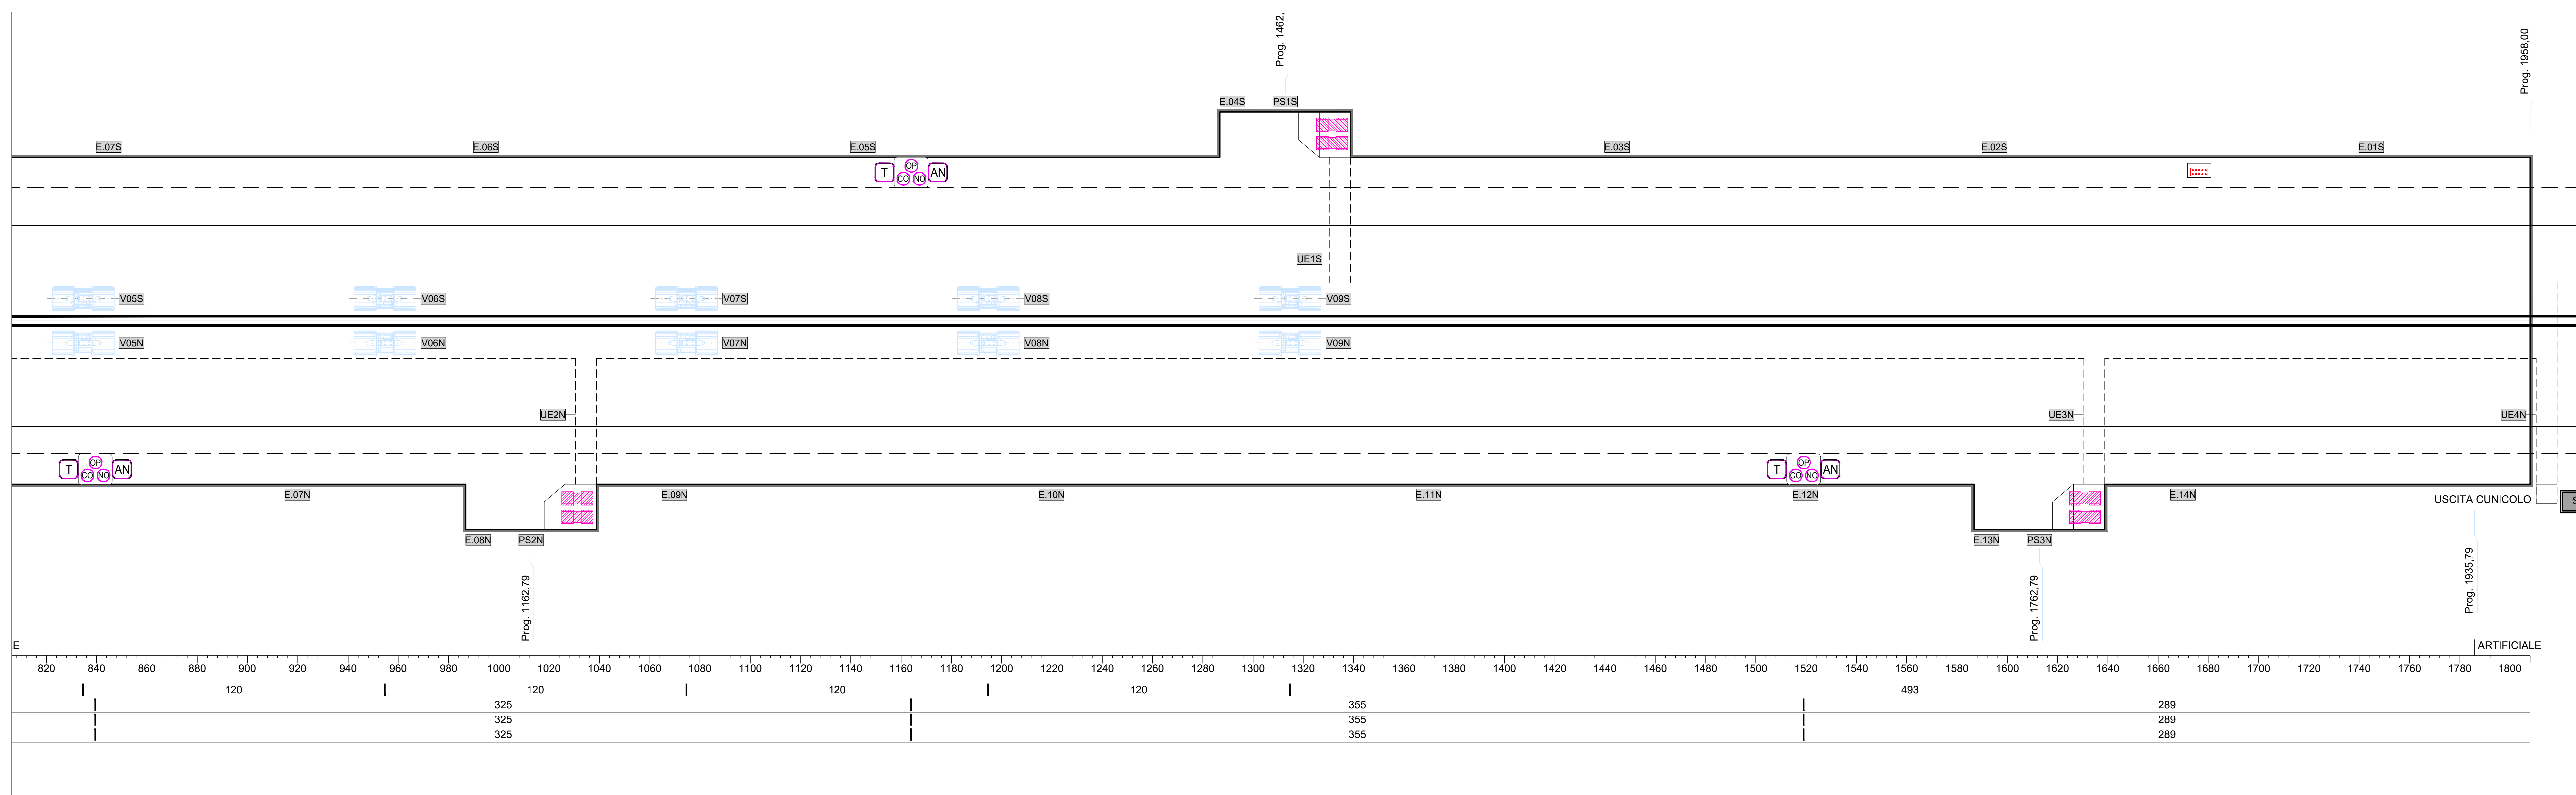 Prog. 1462,
Prog. 1958,00
E.04S PS1S
E.07S E.06S E.05S E.03S E.02S E.01S
T OP CO NO AN
UE1S
V05S V06S V07S V08S V09S
V05N V06N V07N V08N V09N
UE2N UE3N UE4N
T OP CO NO AN T OP CO NO AN
E.07N E.09N E.10N E.11N E.12N E.14N USCITA CUNICOLO S
E.08N PS2N E.13N PS3N
Prog. 1162,79 Prog. 1762,79 Prog. 1935,79
E ARTIFICIALE
820 840 860 880 900 920 940 960 980 1000 1020 1040 1060 1080 1100 1120 1140 1160 1180 1200 1220 1240 1260 1280 1300 1320 1340 1360 1380 1400 1420 1440 1460 1480 1500 1520 1540 1560 1580 1600 1620 1640 1660 1680 1700 1720 1740 1760 1780 1800
120 120 120 120 493
325 355 289
325 355 289
325 355 289